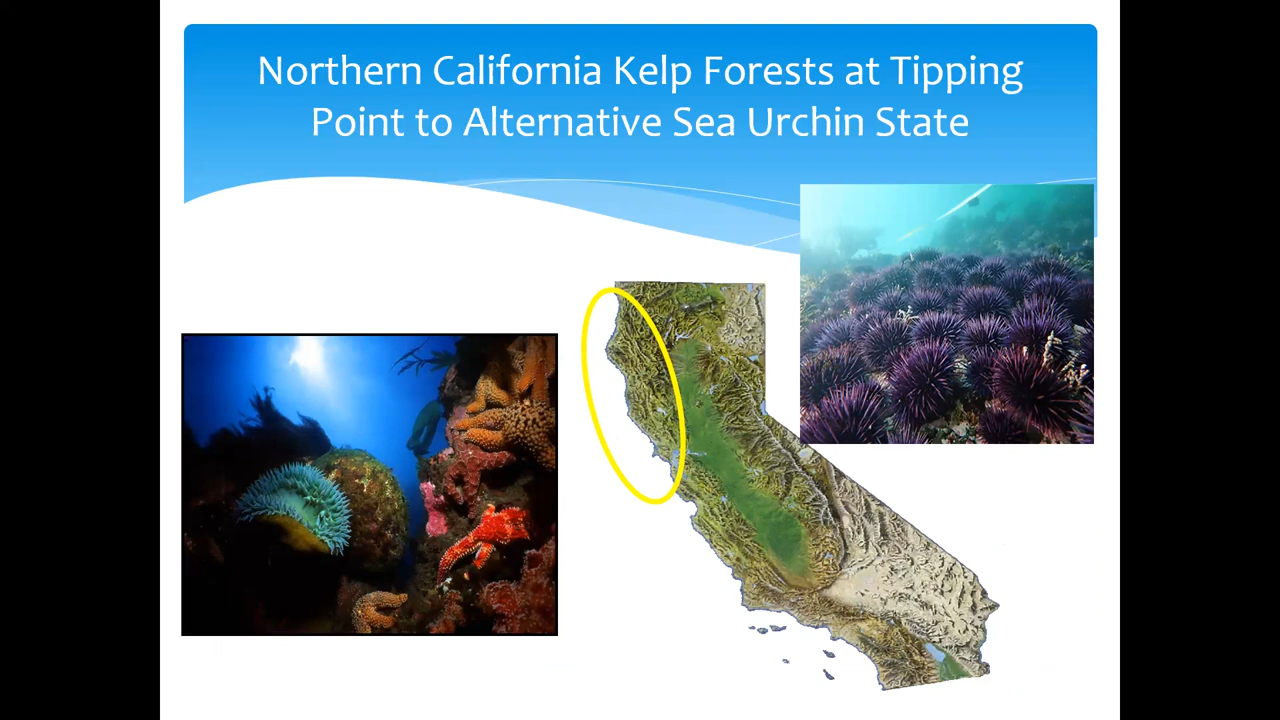 Northern California Kelp Forests at Tipping
Point to Alternative Sea Urchin State